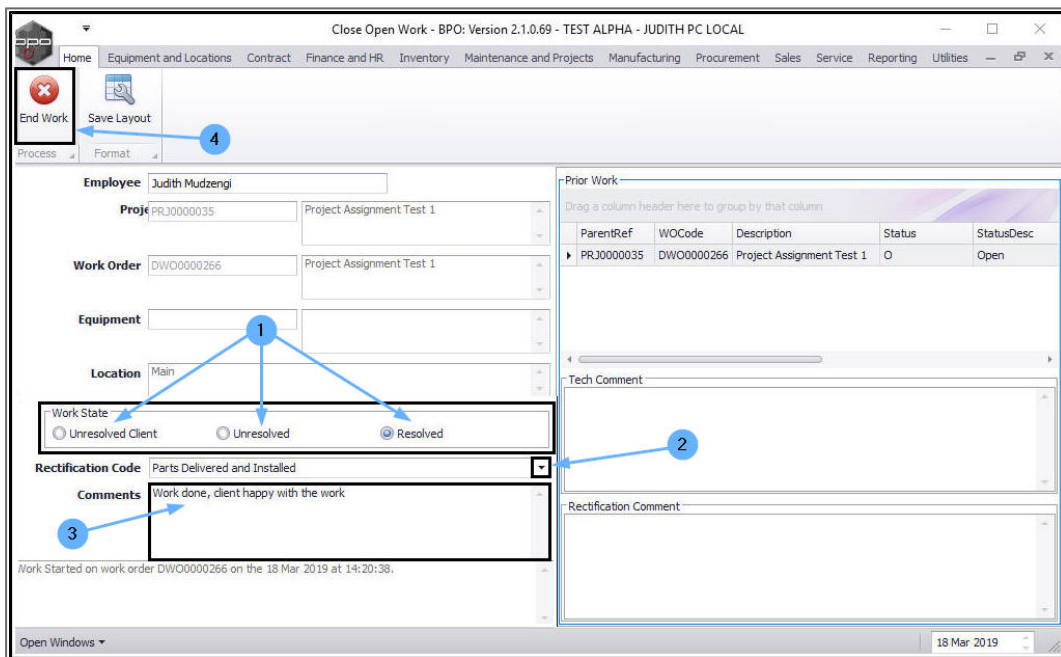 Close Open Work - BPO: Version 2.1.0.69 - TEST ALPHA - JUDITH PC LOCAL
BPO
Home Equipment and Locations Contract Finance and HR Inventory Maintenance and Projects Manufacturing Procurement Sales Service Reporting Utilities
End Work Save Layout
4
Process Format
Employee Judith Mudzengi
Proje PRJ0000035 Project Assignment Test 1
Work Order DWO0000266 Project Assignment Test 1
Equipment
1
Location Main
Work State
Unresolved Client Unresolved Resolved
2
Rectification Code Parts Delivered and Installed
Comments Work done, client happy with the work
3
Work Started on work order DWO0000266 on the 18 Mar 2019 at 14:20:38.
Prior Work
Drag a column header here to group by that column
ParentRef WOCode Description Status StatusDesc
PRJ0000035 DWO0000266 Project Assignment Test 1 O Open
Tech Comment
Rectification Comment
Open Windows 18 Mar 2019